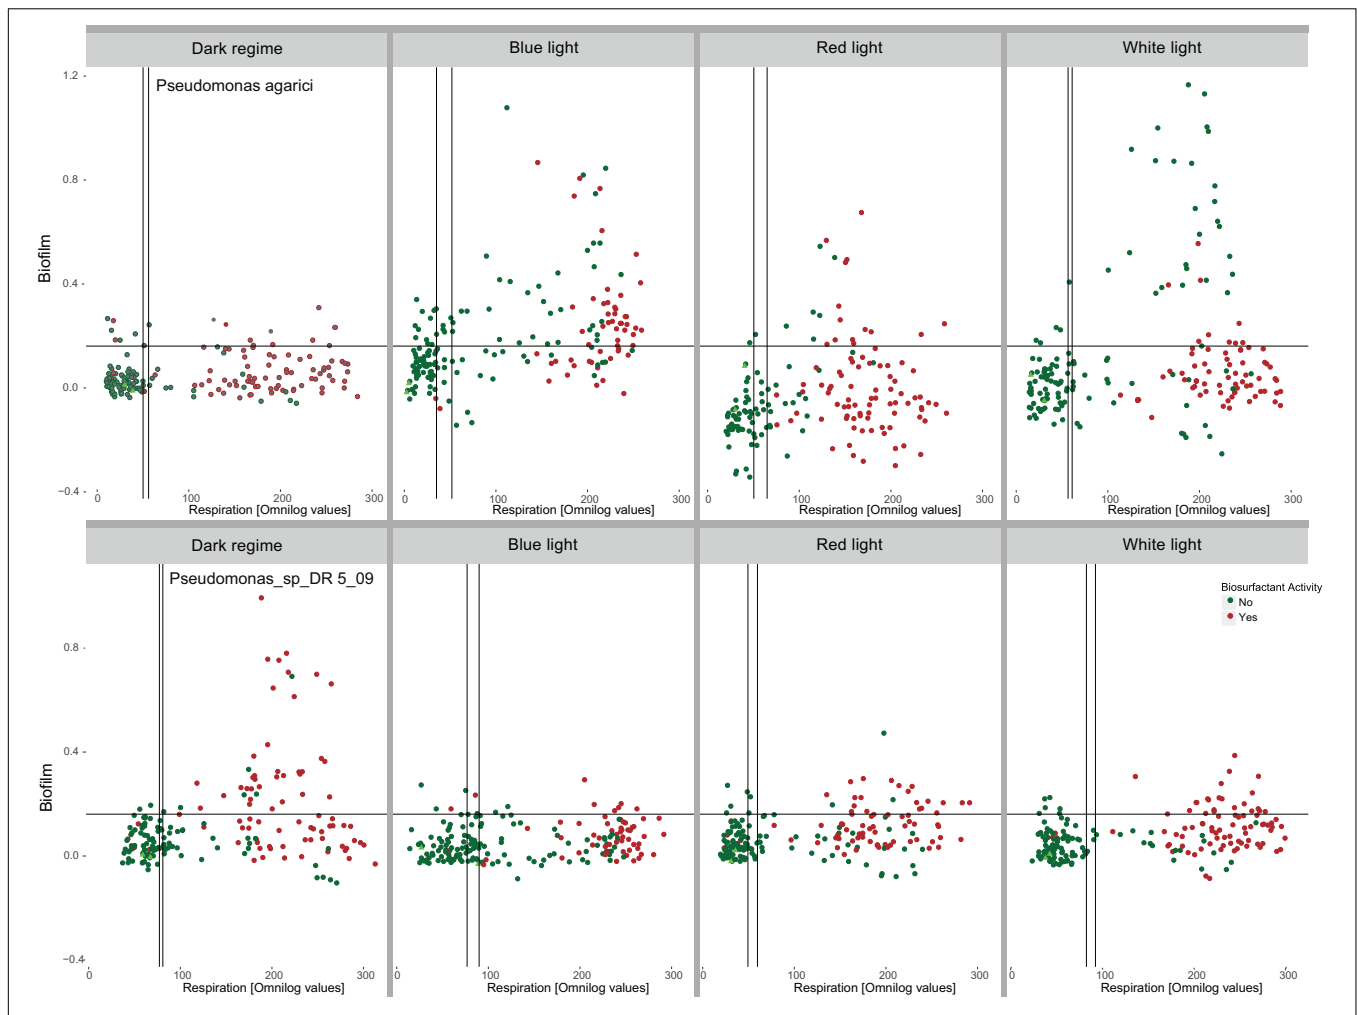 Dark regime
Blue light
Red light
White light
Pseudomonas agarici
1.2
0.8
0.4
0.0
−0.4
Biofilm
0 100 200 300
0 100 200 300
0 100 200 300
0 100 200 300
Respiration [Omnilog values]
Respiration [Omnilog values]
Respiration [Omnilog values]
Respiration [Omnilog values]
Dark regime
Blue light
Red light
White light
Pseudomonas_sp_DR 5_09
Biosurfactant Activity
No
Yes
0.8
0.4
0.0
−0.4
Biofilm
0 100 200 300
0 100 200 300
0 100 200 300
0 100 200 300
Respiration [Omnilog values]
Respiration [Omnilog values]
Respiration [Omnilog values]
Respiration [Omnilog values]